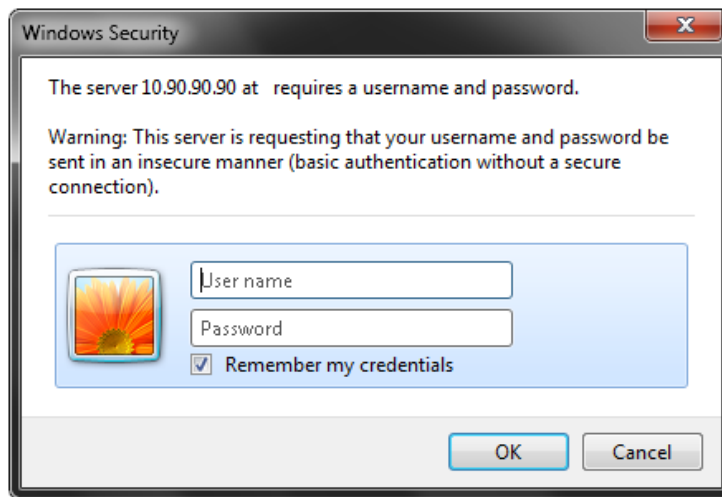 Windows Security
The server 10.90.90.90 at   requires a username and password.
Warning: This server is requesting that your username and password be
sent in an insecure manner (basic authentication without a secure
connection).
User name
Password
Remember my credentials
OK
Cancel